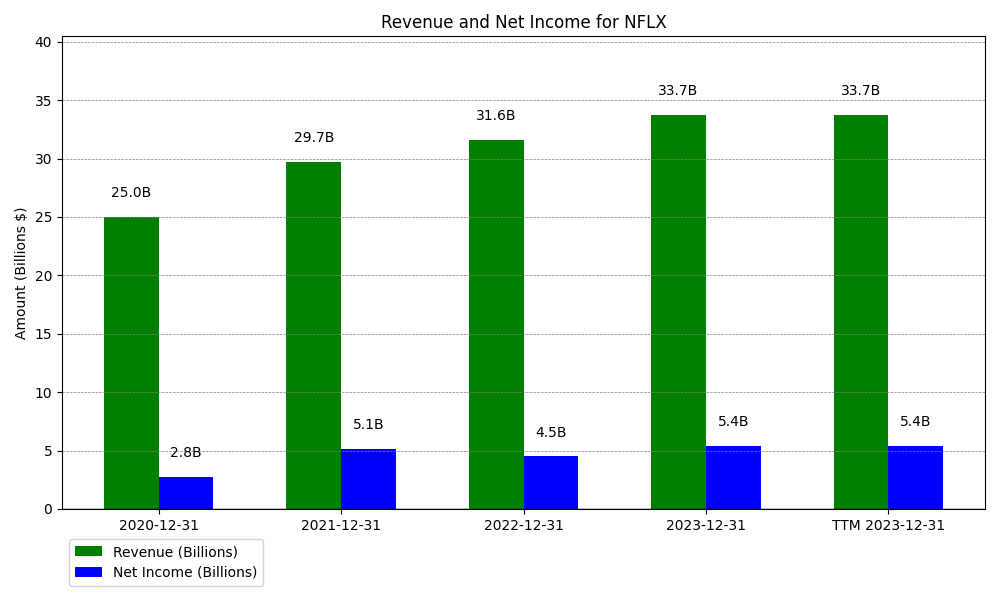 Revenue and Net Income for NFLX
Amount (Billions $)
40
35
30
25
20
15
10
5
0
25.0B
2.8B
29.7B
5.1B
31.6B
4.5B
33.7B
5.4B
33.7B
5.4B
2020-12-31
2021-12-31
2022-12-31
2023-12-31
TTM 2023-12-31
Revenue (Billions)
Net Income (Billions)